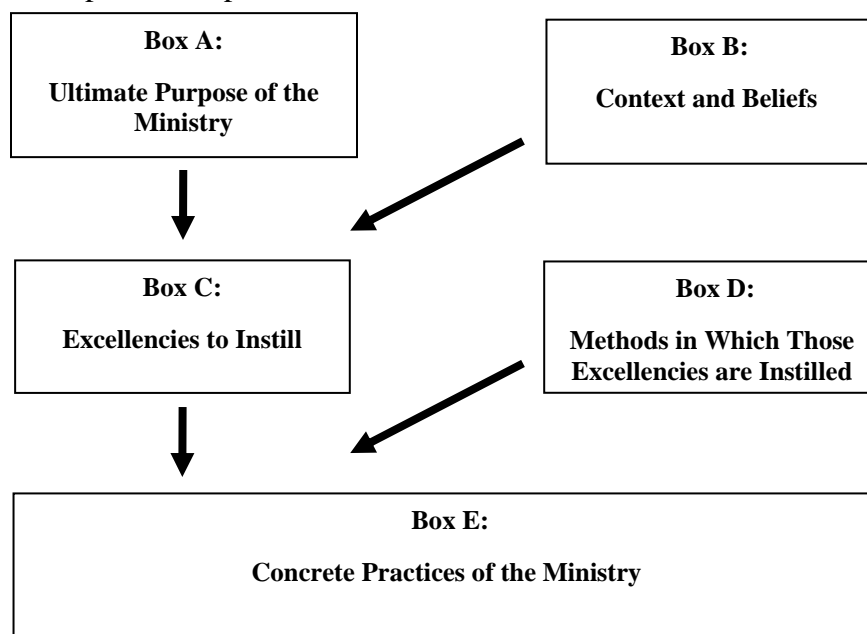 Box A:
Ultimate Purpose of the
Ministry
Box B:
Context and Beliefs
Box C:
Excellencies to Instill
Box D:
Methods in Which Those
Excellencies are Instilled
Box E:
Concrete Practices of the Ministry